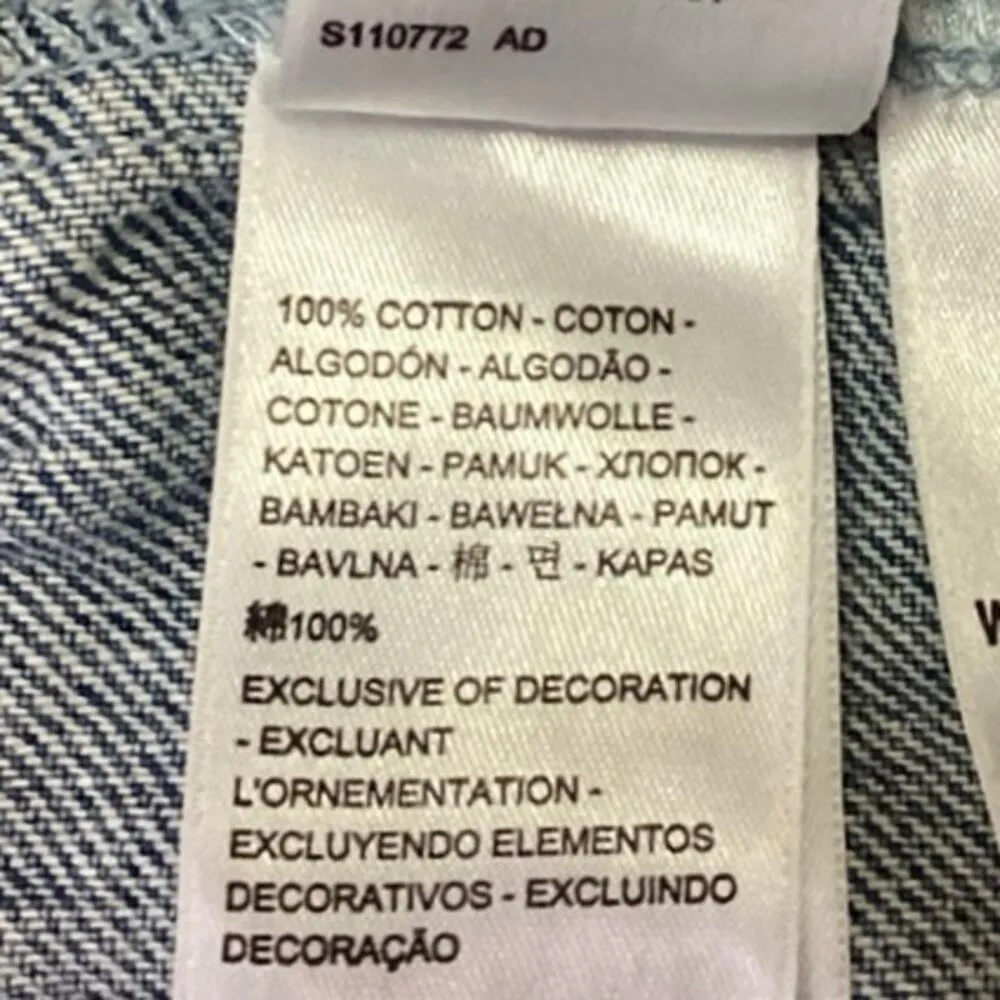 S110772 AD
100% COTTON - COTON -
ALGODÓN - ALGODÃO -
COTONE - BAUMWOLLE -
KATOEN - PAMUK - ХЛОПОК -
BAMBAKI - BAWEŁNA - PAMUT
- BAVLNA - 棉 - 면 - KAPAS
綿100%
EXCLUSIVE OF DECORATION
- EXCLUANT
L'ORNEMENTATION -
EXCLUYENDO ELEMENTOS
DECORATIVOS - EXCLUINDO
DECORAÇÃO